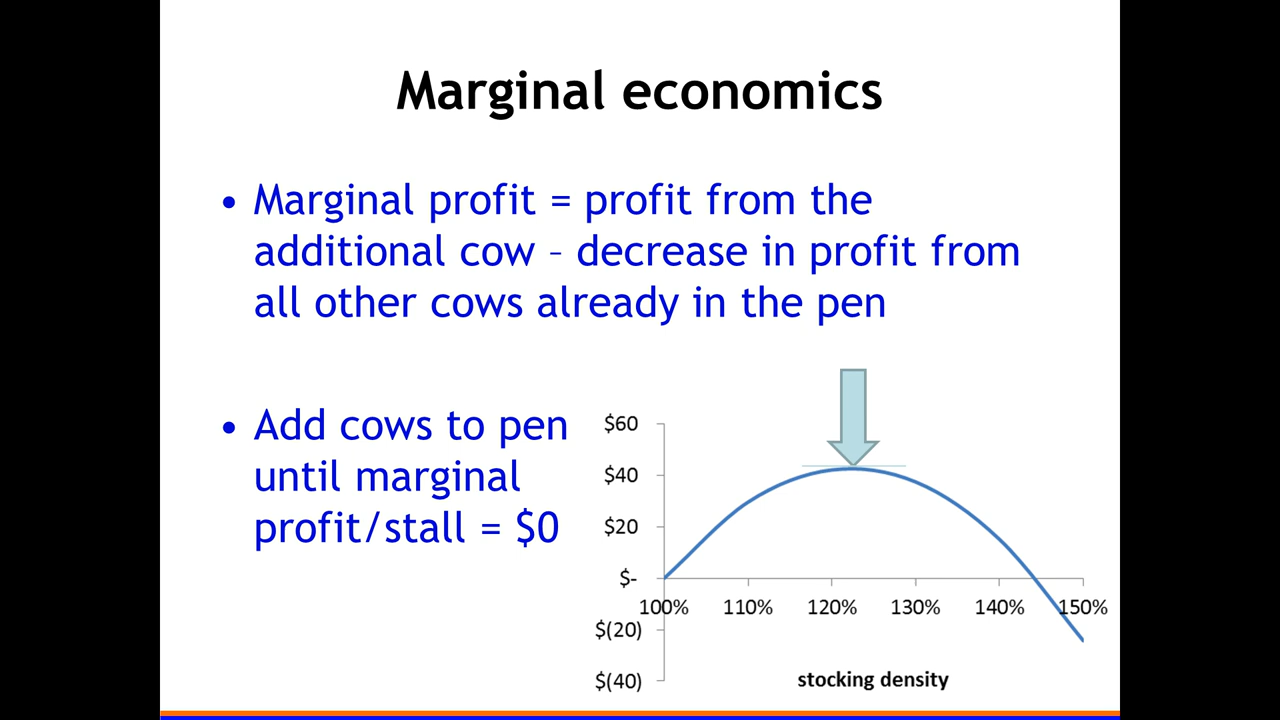 Marginal economics
• Marginal profit = profit from the
additional cow – decrease in profit from
all other cows already in the pen
• Add cows to pen
until marginal
profit/stall = $0
$60
$40
$20
$-
100% 110% 120% 130% 140% 150%
$(20)
$(40)
stocking density